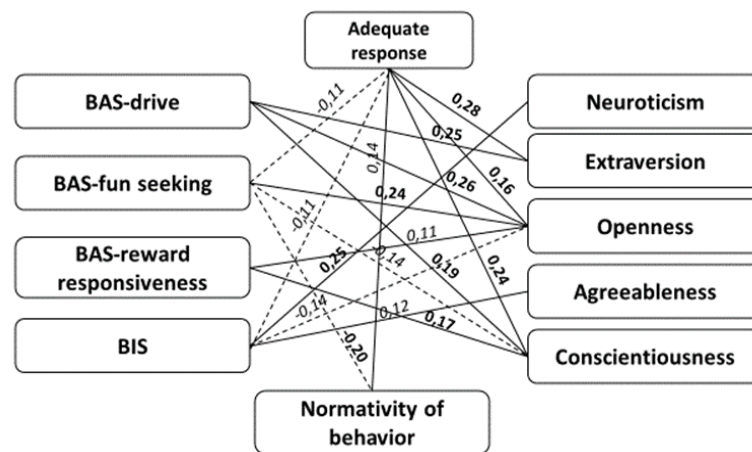 Adequate
response
BAS-drive
Neuroticism
-0,11
0,28
0,25
Extraversion
0,14
BAS-fun seeking
0,16
0,26
0,24
Openness
-0,11
0,11
BAS-reward
responsiveness
-0,14
0,25
0,24
0,19
Agreeableness
-0,14
0,12
0,17
BIS
-0,20
Conscientiousness
Normativity of
behavior